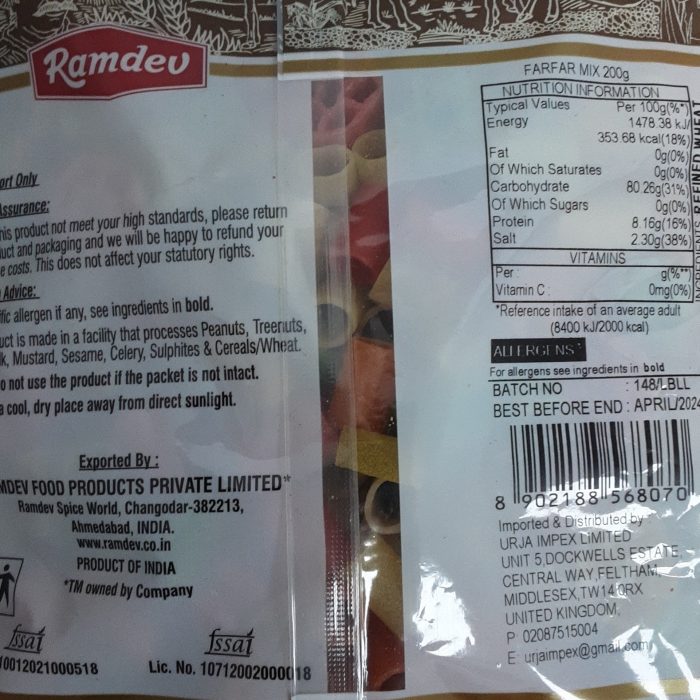 Ramdev
ort Only
Assurance:
his product not meet your high standards, please return
uct and packaging and we will be happy to refund your
e costs. This does not affect your statutory rights.
Advice:
fic allergen if any, see ingredients in bold.
uct is made in a facility that processes Peanuts, Treenuts,
k, Mustard, Sesame, Celery, Sulphites & Cereals/Wheat.
o not use the product if the packet is not intact.
a cool, dry place away from direct sunlight.
Exported By :
MDEV FOOD PRODUCTS PRIVATE LIMITED*
Ramdev Spice World, Changodar-382213,
Ahmedabad, INDIA.
www.ramdev.co.in
PRODUCT OF INDIA
*TM owned by Company
fssai
10012021000518
fssai
Lic. No. 10712002000018
FARFAR MIX 200g
NUTRITION INFORMATION
Typical Values Per 100g(%*)
Energy 1478.38 kJ/
353.68 kcal(18%)
Fat 0g(0%)
Of Which Saturates 0g(0%)
Carbohydrate 80.26g(31%)
Of Which Sugars 0g(0%)
Protein 8.16g(16%)
Salt 2.30g(38%)
VITAMINS
Per : g(%**)
Vitamin C : 0mg(0%)
*Reference intake of an average adult
(8400 kJ/2000 kcal)
ALLERGENS
For allergens see ingredients in bold
BATCH NO : 148/LBLL
BEST BEFORE END : APRIL/2024
8 902188 568070
Imported & Distributed by
URJA IMPEX LIMITED
UNIT 5,DOCKWELLS ESTATE
CENTRAL WAY,FELTHAM,
MIDDLESEX,TW14 0RX
UNITED KINGDOM,
P 02087515004
E: urjaimpex@gmail.com